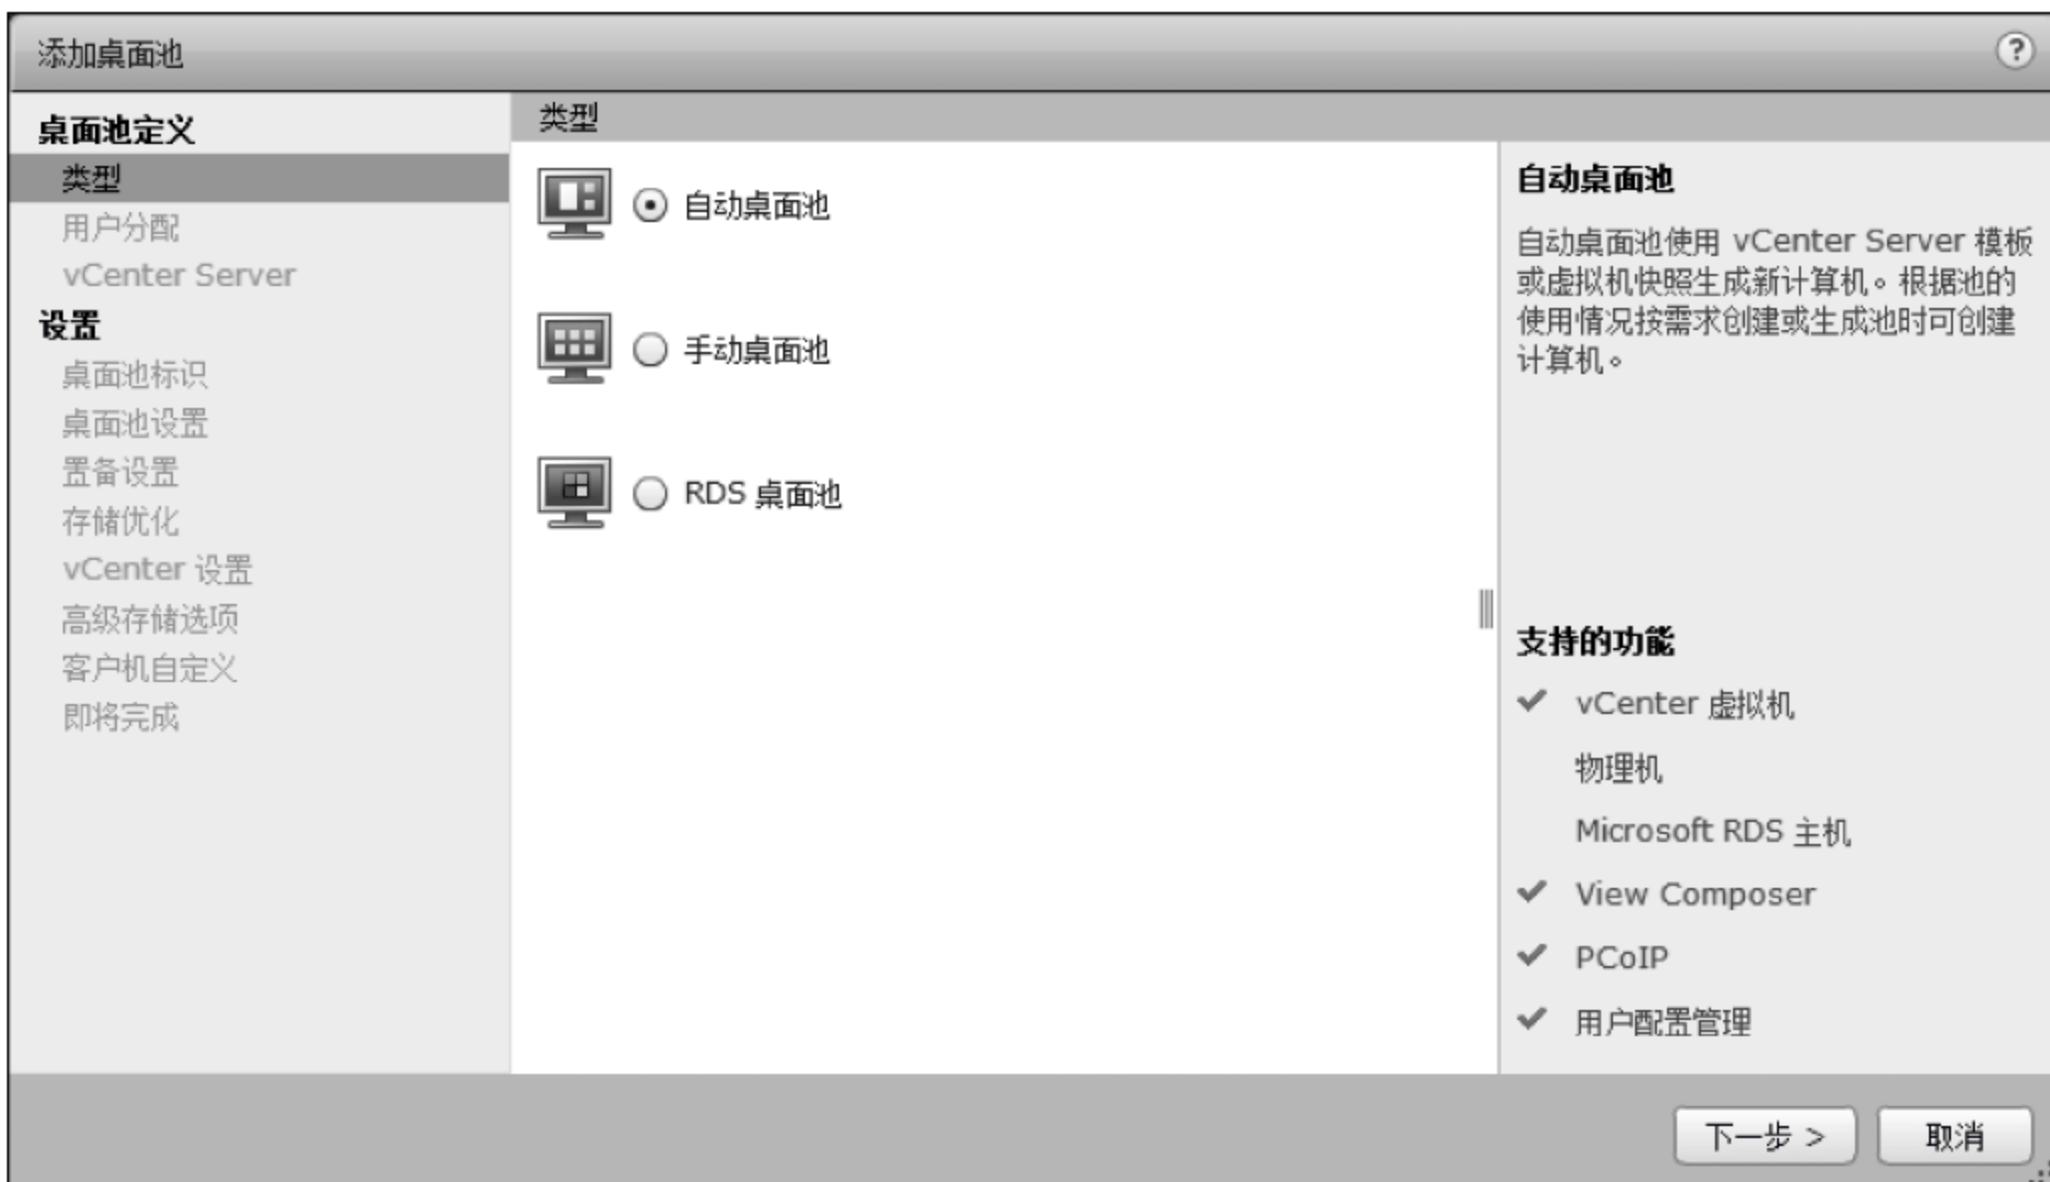 添加桌面池
?
桌面池定义
类型
用户分配
vCenter Server
设置
桌面池标识
桌面池设置
置备设置
存储优化
vCenter 设置
高级存储选项
客户机自定义
即将完成
类型
自动桌面池
手动桌面池
RDS 桌面池
自动桌面池
自动桌面池使用 vCenter Server 模板
或虚拟机快照生成新计算机。根据池的
使用情况按需求创建或生成池时可创建
计算机。
支持的功能
vCenter 虚拟机
物理机
Microsoft RDS 主机
View Composer
PCoIP
用户配置管理
下一步 >
取消